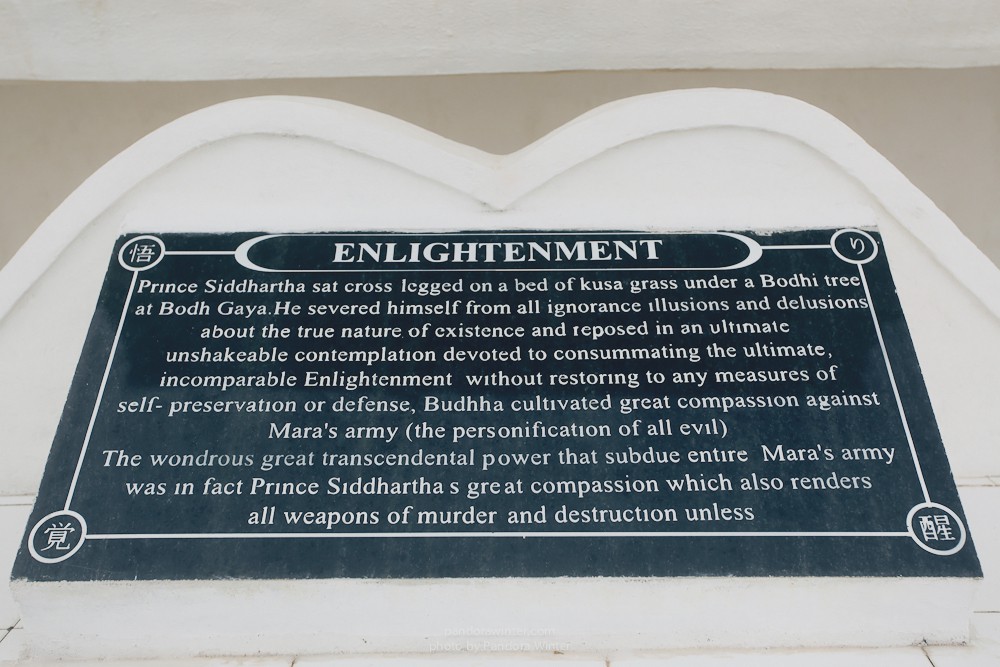 悟
ENLIGHTENMENT
り
Prince Siddhartha sat cross legged on a bed of kusa grass under a Bodhi tree
at Bodh Gaya.He severed himself from all ignorance illusions and delusions
about the true nature of existence and reposed in an ultimate
unshakeable contemplation devoted to consummating the ultimate,
incomparable Enlightenment without restoring to any measures of
self- preservation or defense, Budhha cultivated great compassion against
Mara's army (the personification of all evil)
The wondrous great transcendental power that subdue entire Mara's army
was in fact Prince Siddhartha s great compassion which also renders
all weapons of murder and destruction unless
覚
醒